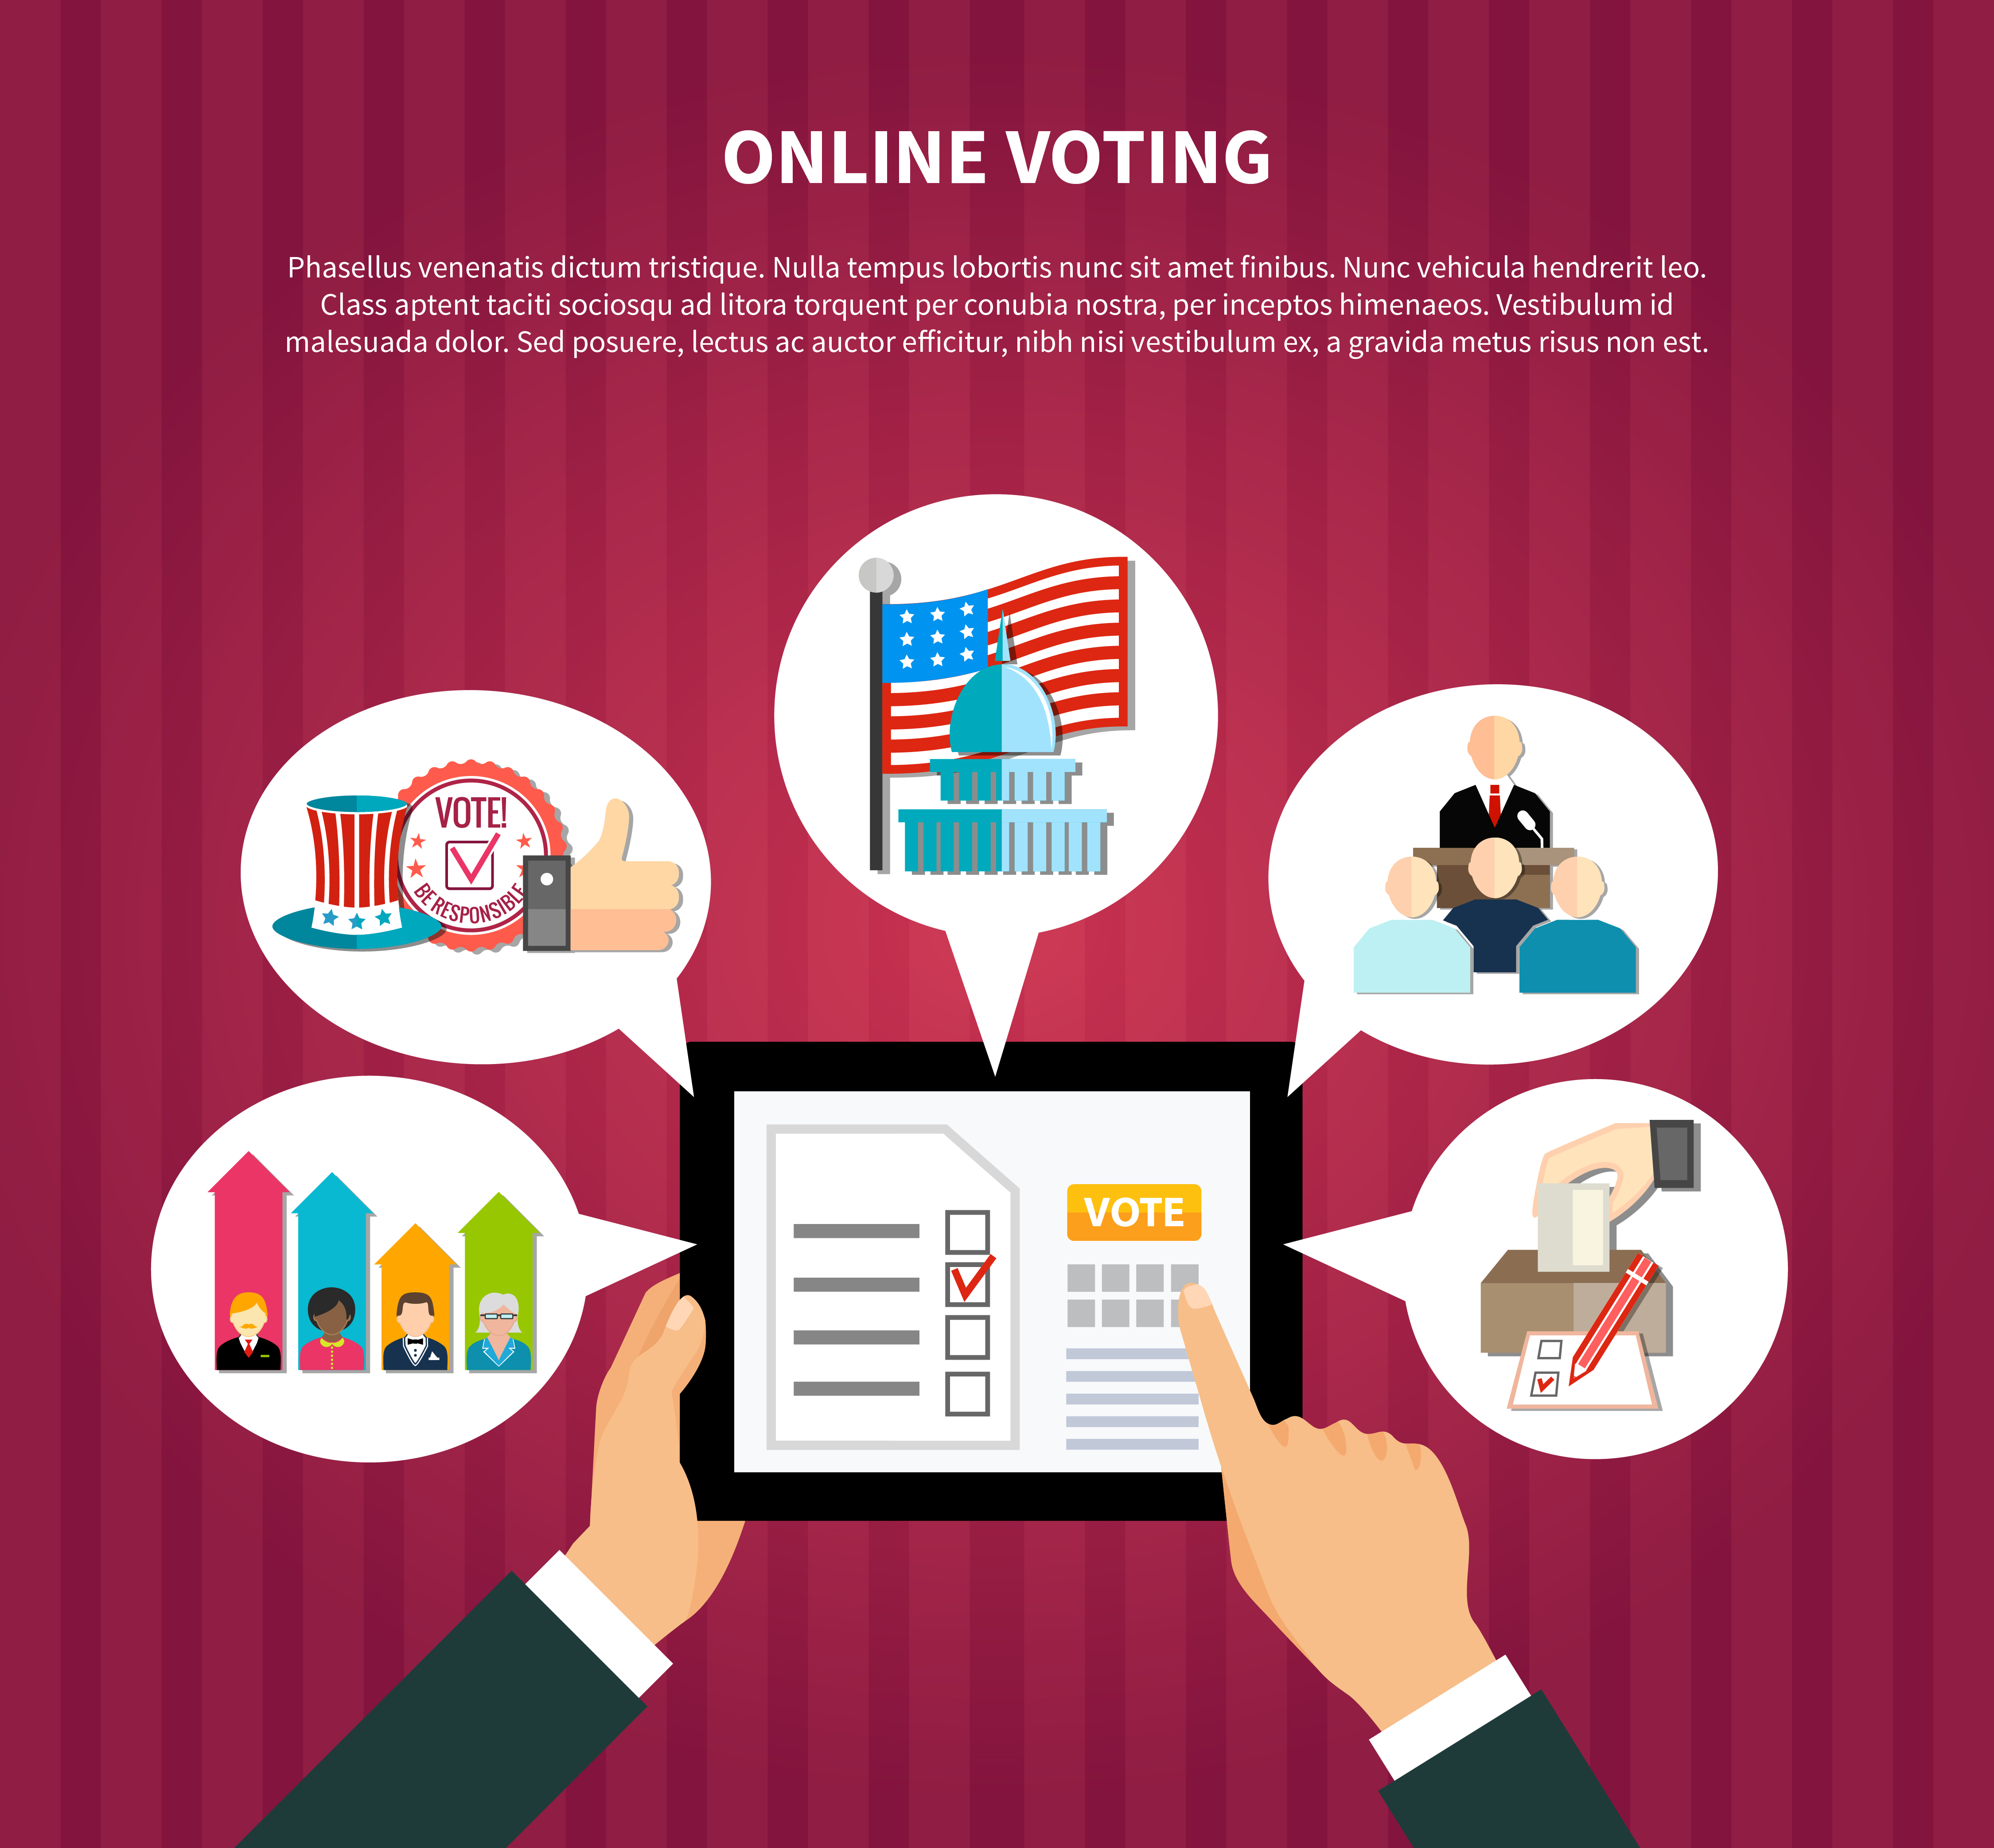 ONLINE VOTING
Phasellus venenatis dictum tristique. Nulla tempus lobortis nunc sit amet finibus. Nunc vehicula hendrerit leo.
Class aptent taciti sociosqu ad litora torquent per conubia nostra, per inceptos himenaeos. Vestibulum id
malesuada dolor. Sed posuere, lectus ac auctor efficitur, nibh nisi vestibulum ex, a gravida metus risus non est.
VOTE!
BE RESPONSIBLE
VOTE